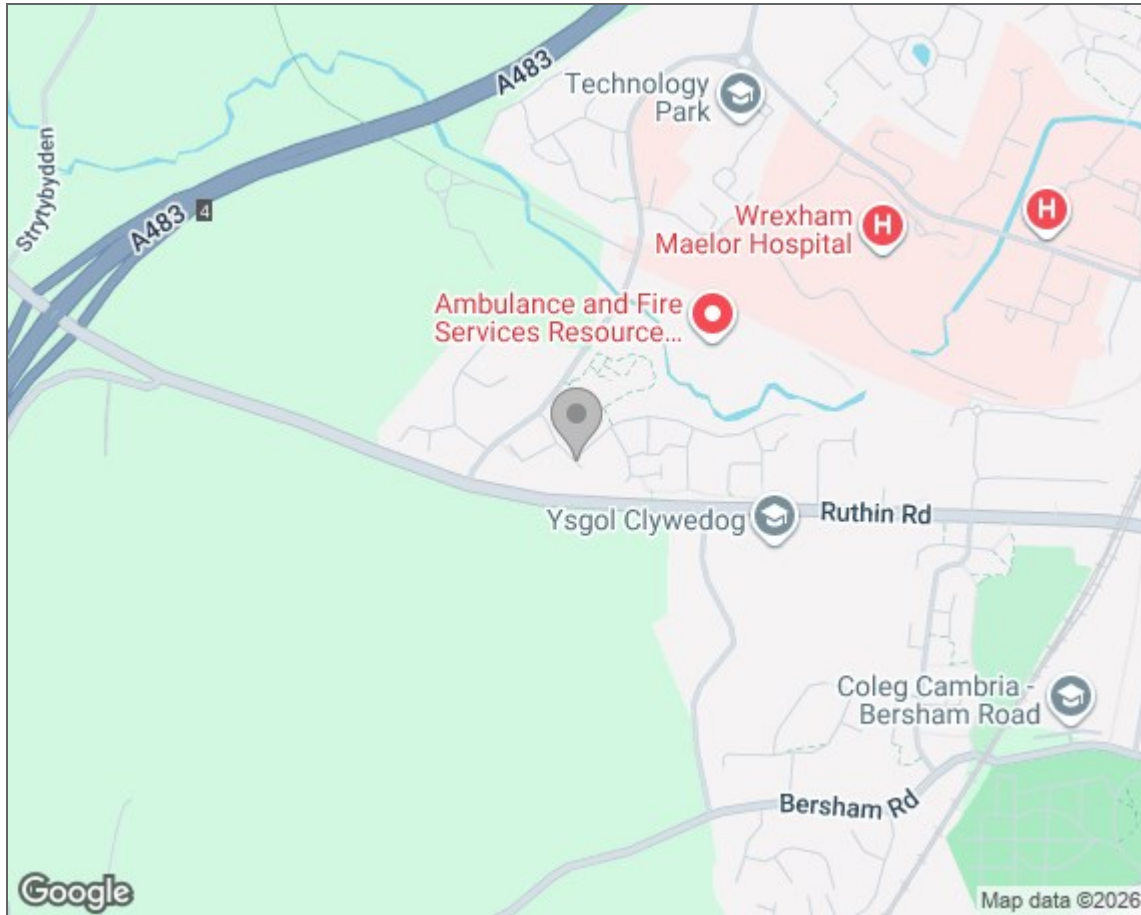 A483
Technology
Park
Strytybydden
A483
4
H
Wrexham
Maelor Hospital
H
Ambulance and Fire
Services Resource...
Ysgol Clywedog
Ruthin Rd
Coleg Cambria -
Bersham Road
Bersham Rd
Google
Map data ©2026